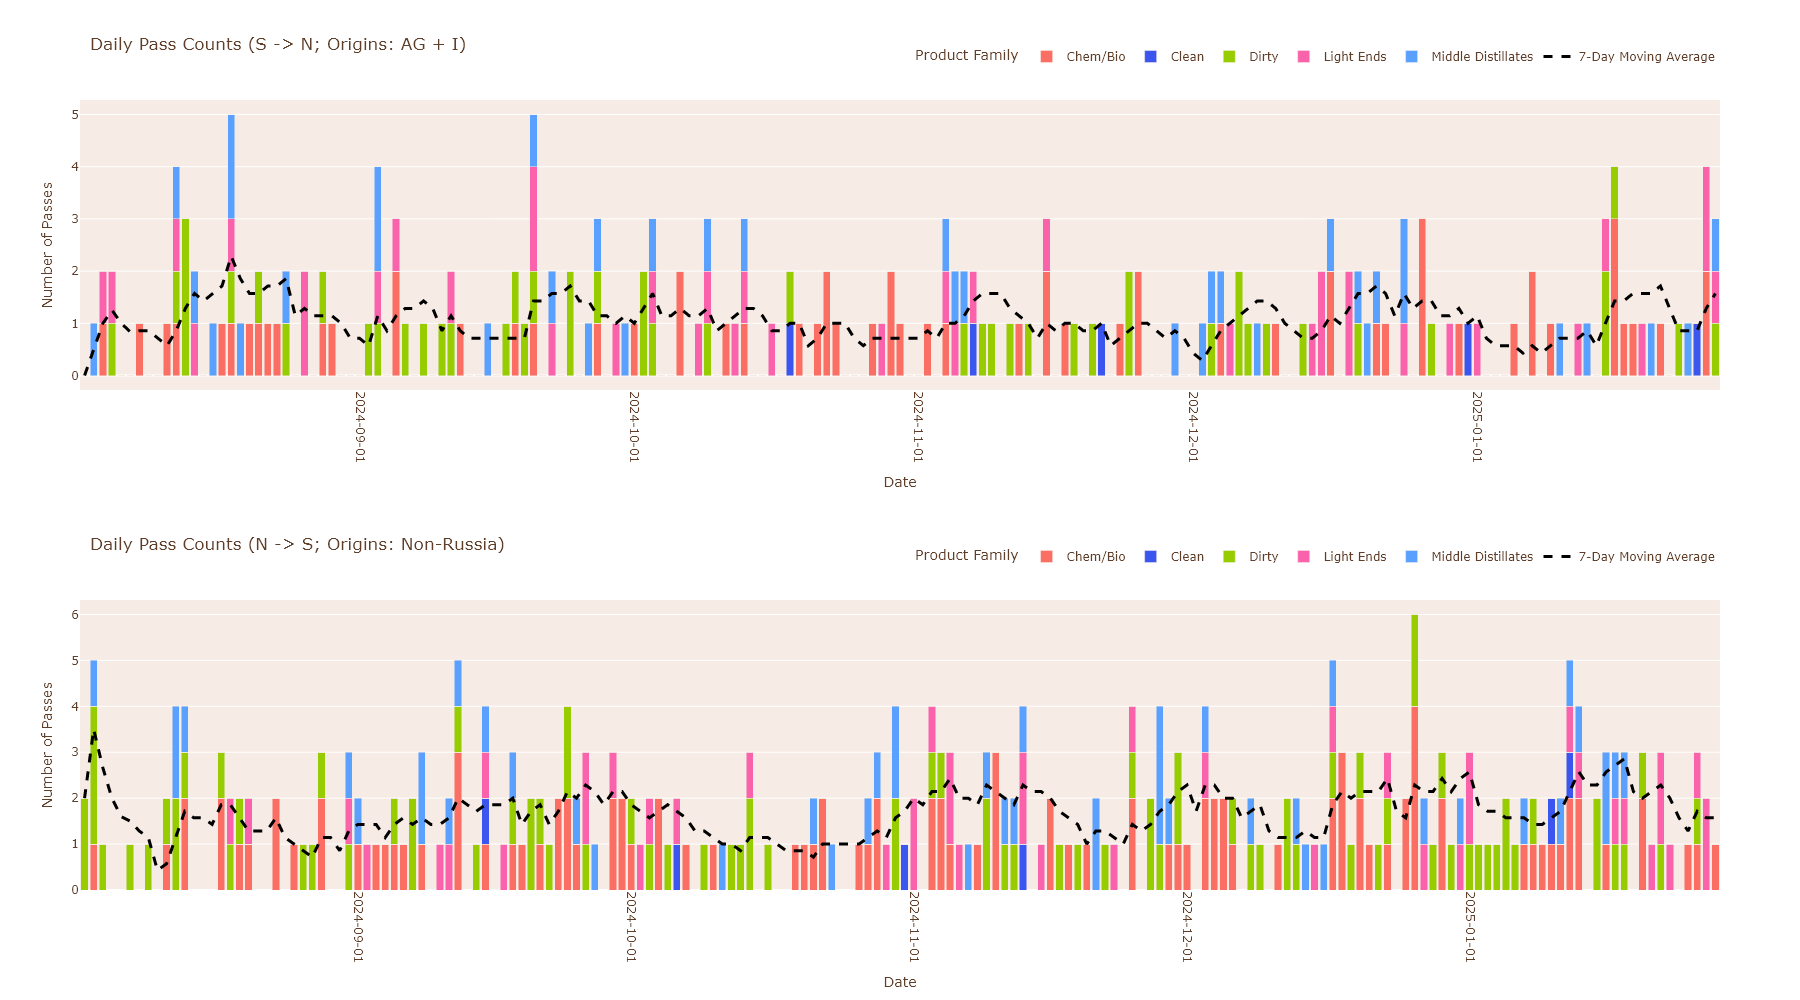 Daily Pass Counts (S -> N; Origins: AG + I)
Product Family Chem/Bio Clean Dirty Light Ends Middle Distillates 7-Day Moving Average
Number of Passes
5
4
3
2
1
0
2024-09-01 2024-10-01 2024-11-01 2024-12-01 2025-01-01
Date
Daily Pass Counts (N -> S; Origins: Non-Russia)
Product Family Chem/Bio Clean Dirty Light Ends Middle Distillates 7-Day Moving Average
Number of Passes
6
5
4
3
2
1
0
2024-09-01 2024-10-01 2024-11-01 2024-12-01 2025-01-01
Date